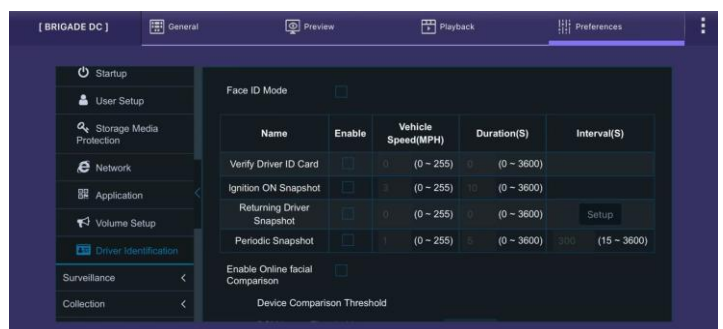 [ BRIGADE DC ] General Preview Playback Preferences
Startup
User Setup
Storage Media
Protection
Network
Application
Volume Setup
Driver Identification
Surveillance
Collection
Face ID Mode
Name Enable Vehicle Speed(MPH) Duration(S) Interval(S)
Verify Driver ID Card 0 (0 ~ 255) 0 (0 ~ 3600)
Ignition ON Snapshot 3 (0 ~ 255) 10 (0 ~ 3600)
Returning Driver Snapshot 0 (0 ~ 255) 0 (0 ~ 3600) Setup
Periodic Snapshot 1 (0 ~ 255) 5 (0 ~ 3600) 300 (15 ~ 3600)
Enable Online facial
Comparison
Device Comparison Threshold